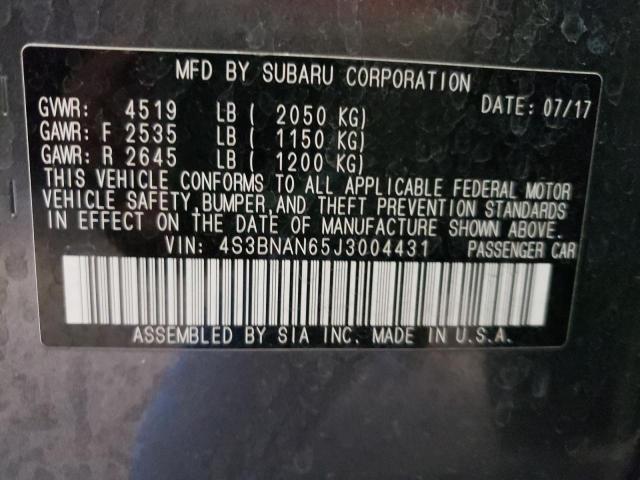 MFD BY SUBARU CORPORATION
GVWR: 4519 LB ( 2050 KG) DATE: 07/17
GAWR: F 2535 LB ( 1150 KG)
GAWR: R 2645 LB ( 1200 KG)
THIS VEHICLE CONFORMS TO ALL APPLICABLE FEDERAL MOTOR
VEHICLE SAFETY, BUMPER, AND THEFT PREVENTION STANDARDS
IN EFFECT ON THE DATE OF MANUFACTURE SHOWN ABOVE.
VIN: 4S3BNAN65J3004431 PASSENGER CAR
ASSEMBLED BY SIA INC. MADE IN U.S.A.